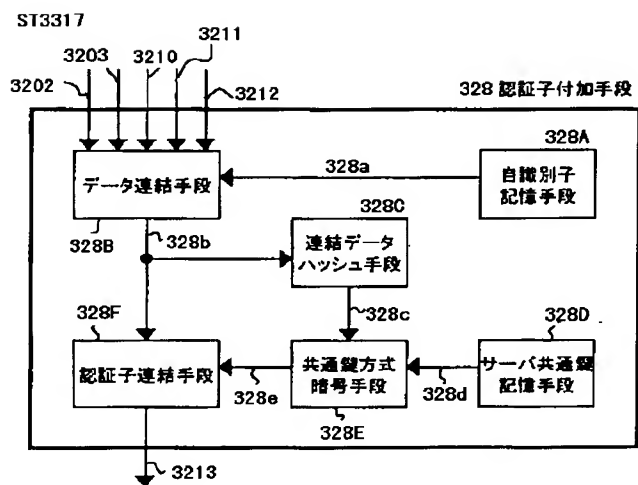 ST3317
3202
3203
3210
3211
3212
328 認証子付加手段
328A
自識別子
記憶手段
328a
データ連結手段
328B
328b
328C
連結データ
ハッシュ手段
328c
328F
認証子連結手段
328e
共通鍵方式
暗号手段
328E
328d
328D
サーバ共通鍵
記憶手段
3213